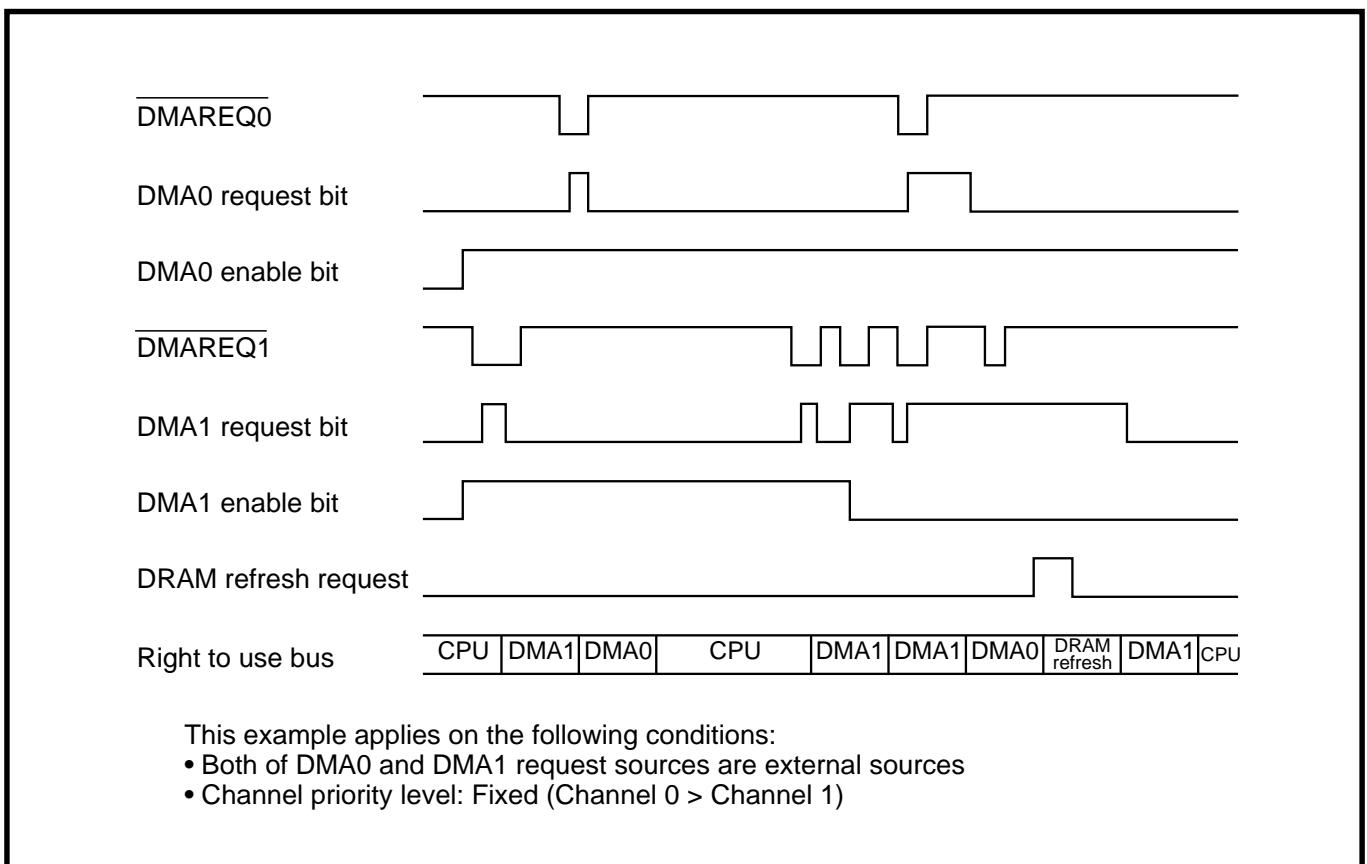 DMAREQ0
DMA0 request bit
DMA0 enable bit
DMAREQ1
DMA1 request bit
DMA1 enable bit
DRAM refresh request
Right to use bus CPU DMA1 DMA0 CPU DMA1 DMA1 DMA0 DRAM refresh DMA1 CPU
This example applies on the following conditions:
• Both of DMA0 and DMA1 request sources are external sources
• Channel priority level: Fixed (Channel 0 > Channel 1)